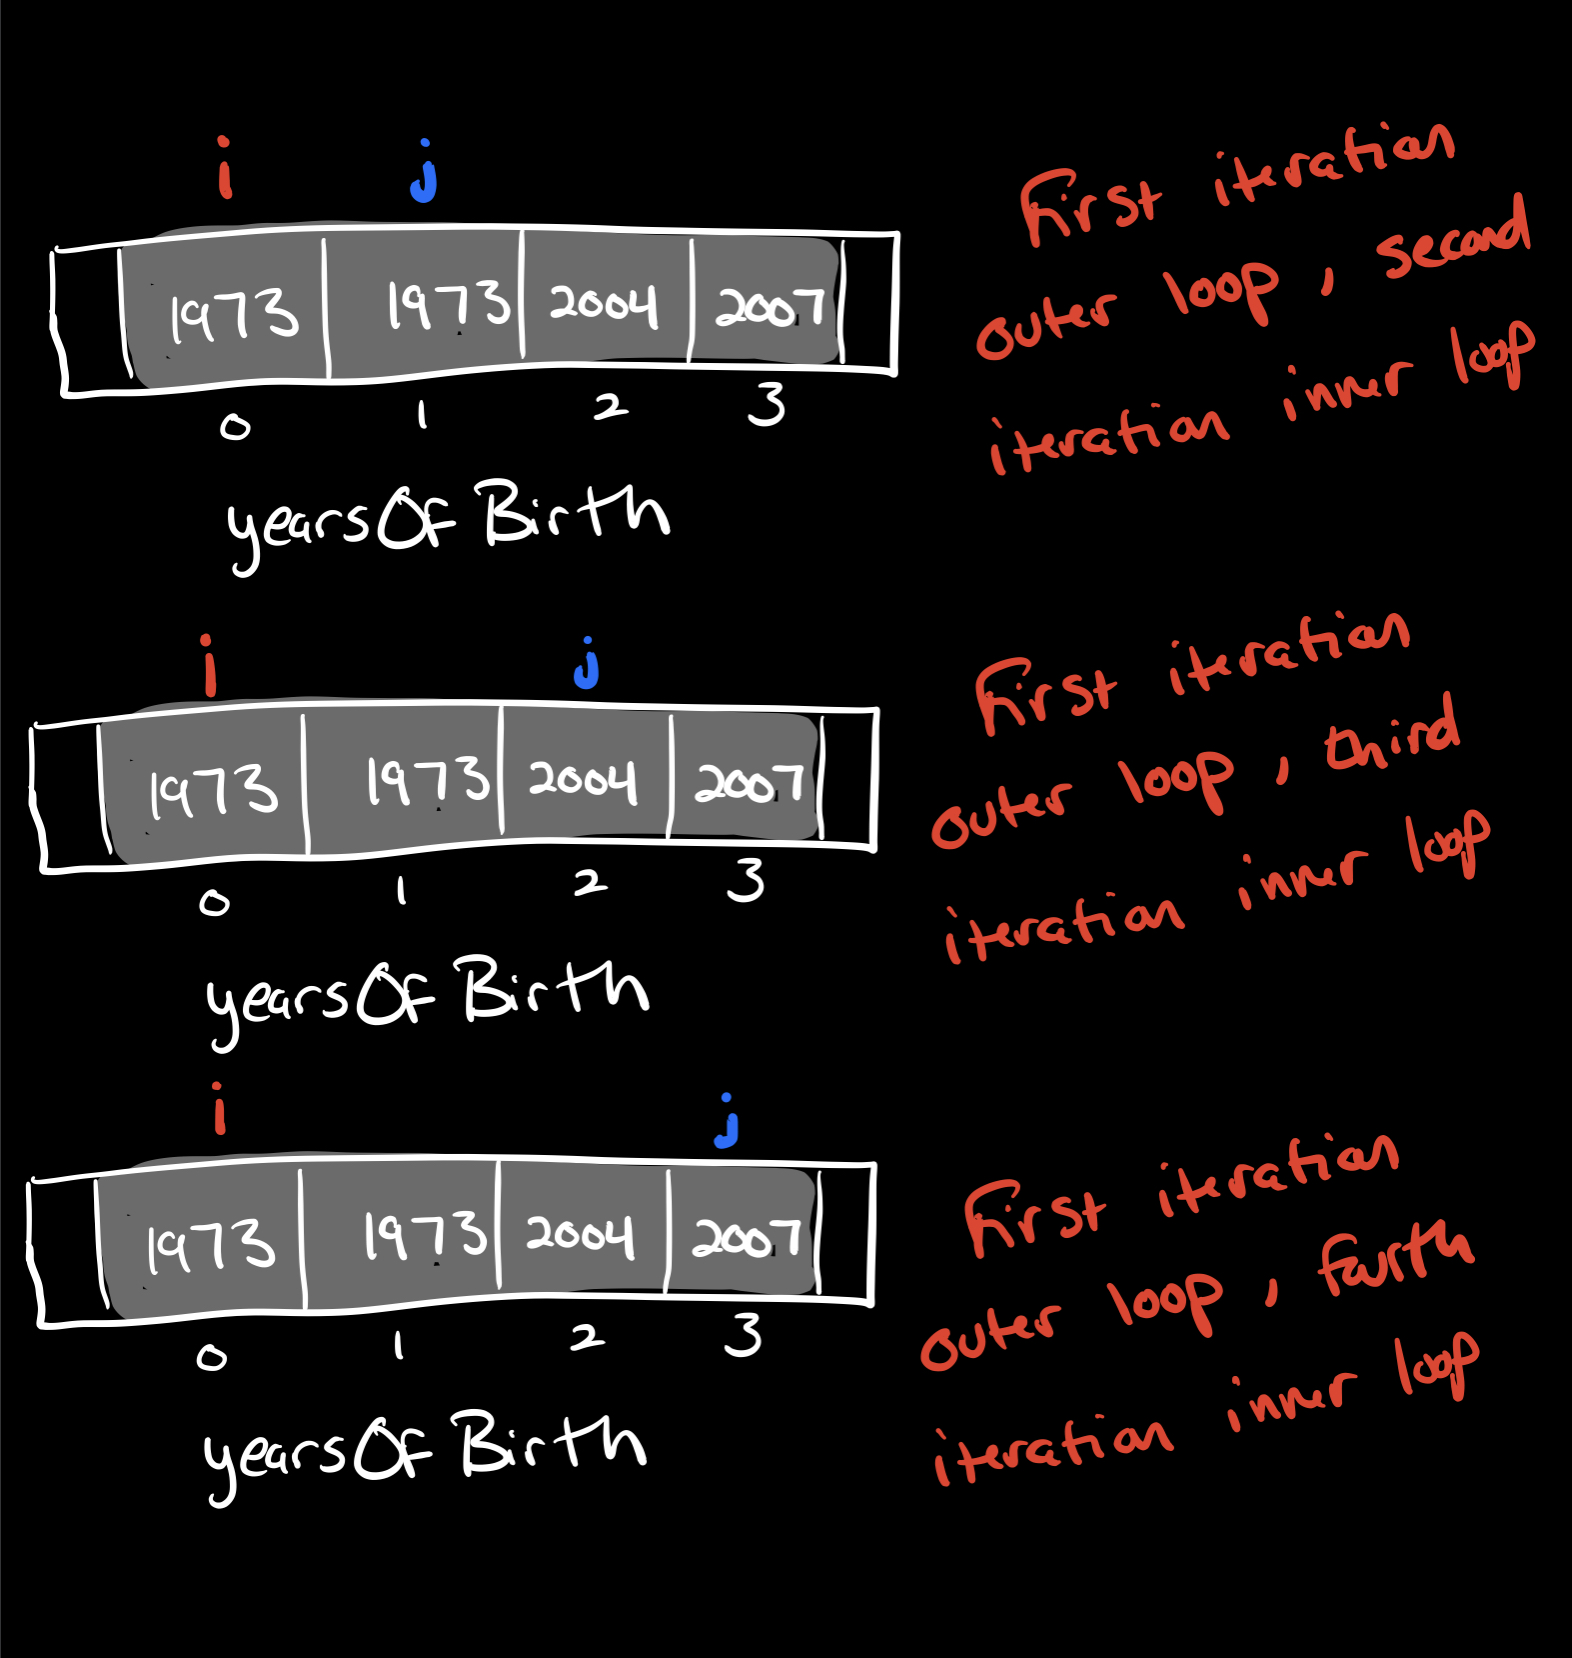 i j
1973 1973 2004 2007
0 1 2 3
yearsOfBirth
First iteration
outer loop, second
iteration inner loop
i j
1973 1973 2004 2007
0 1 2 3
yearsOfBirth
First iteration
outer loop, third
iteration inner loop
i j
1973 1973 2004 2007
0 1 2 3
yearsOfBirth
First iteration
outer loop, fourth
iteration inner loop